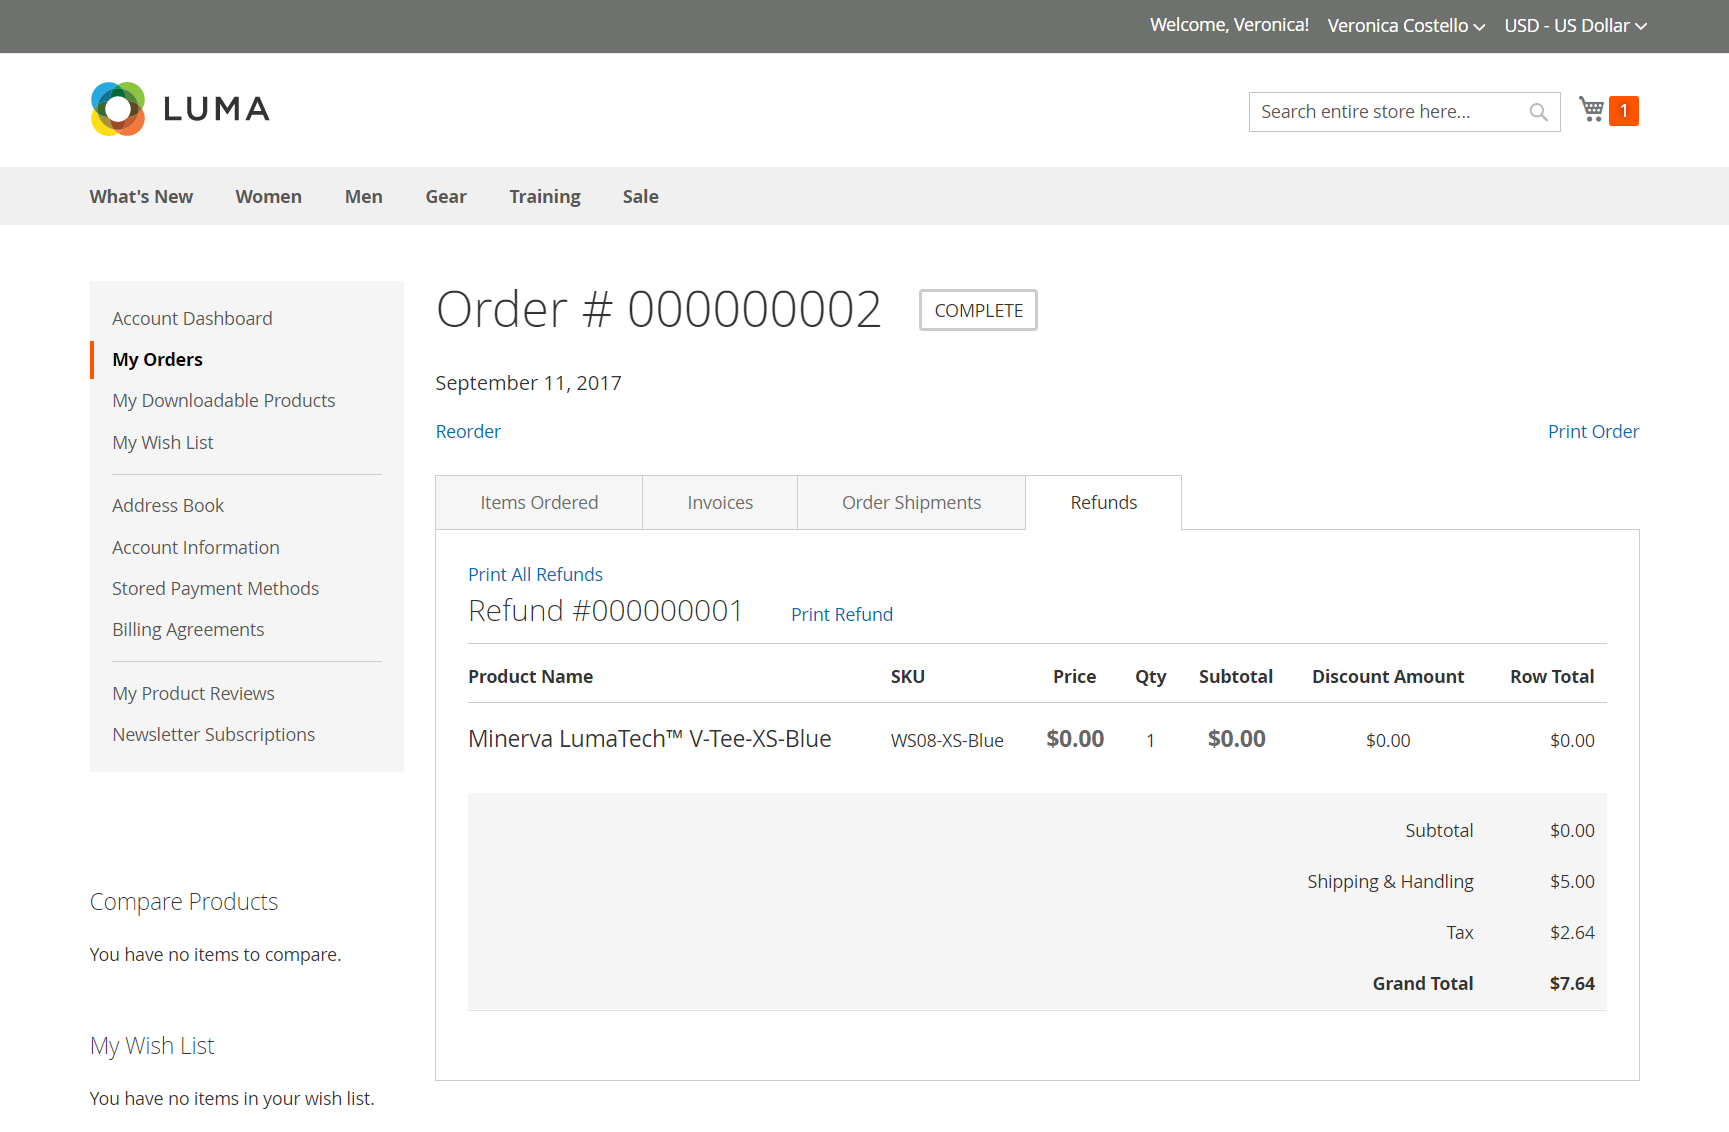 Welcome, Veronica! Veronica Costello USD - US Dollar
LUMA
Search entire store here... 1
What's New Women Men Gear Training Sale
Account Dashboard
My Orders
My Downloadable Products
My Wish List
Address Book
Account Information
Stored Payment Methods
Billing Agreements
My Product Reviews
Newsletter Subscriptions
Compare Products
You have no items to compare.
My Wish List
You have no items in your wish list.
Order # 000000002 COMPLETE
September 11, 2017
Reorder Print Order
Items Ordered Invoices Order Shipments Refunds
Print All Refunds
Refund #000000001 Print Refund
Product Name SKU Price Qty Subtotal Discount Amount Row Total
Minerva LumaTech™ V-Tee-XS-Blue WS08-XS-Blue $0.00 1 $0.00 $0.00 $0.00
Subtotal $0.00
Shipping & Handling $5.00
Tax $2.64
Grand Total $7.64